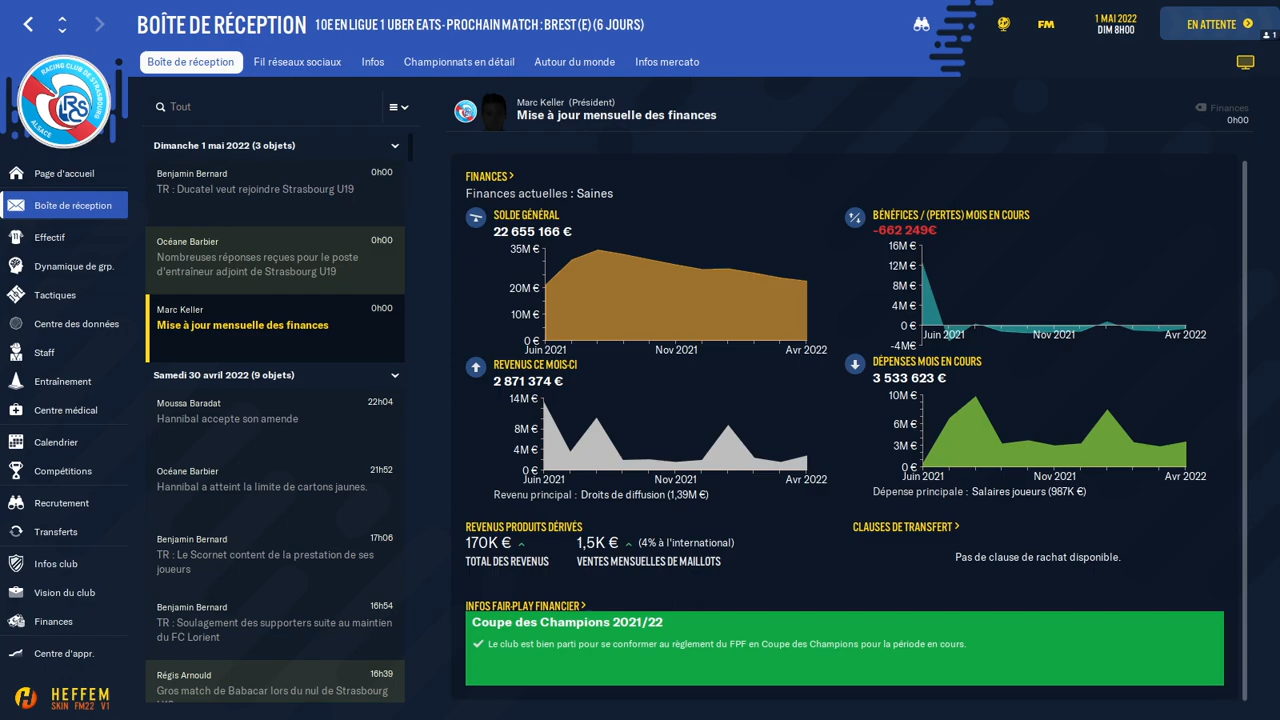 BOÎTE DE RÉCEPTION 10E EN LIGUE 1 UBER EATS - PROCHAIN MATCH : BREST (E) (6 JOURS)
FM
1 MAI 2022
DIM 8H00
EN ATTENTE
1
Boîte de réception Fil réseaux sociaux Infos Championnats en détail Autour du monde Infos mercato
RACING CLUB DE STRASBOURG
RCS
ALSACE
Page d'accueil
Boîte de réception
Effectif
Dynamique de grp.
Tactiques
Centre des données
Staff
Entraînement
Centre médical
Calendrier
Compétitions
Recrutement
Transferts
Infos club
Vision du club
Finances
Centre d'appr.
HEFFEM
SKIN FM22 V1
Tout
Dimanche 1 mai 2022 (3 objets)
Benjamin Bernard 0h00
TR : Ducatel veut rejoindre Strasbourg U19
Océane Barbier 0h00
Nombreuses réponses reçues pour le poste
d'entraîneur adjoint de Strasbourg U19
Marc Keller 0h00
Mise à jour mensuelle des finances
Samedi 30 avril 2022 (9 objets)
Moussa Baradat 22h04
Hannibal accepte son amende
Océane Barbier 21h52
Hannibal a atteint la limite de cartons jaunes.
Benjamin Bernard 17h06
TR : Le Scornet content de la prestation de ses
joueurs
Benjamin Bernard 16h54
TR : Soulagement des supporters suite au maintien
du FC Lorient
Régis Arnould 16h39
Gros match de Babacar lors du nul de Strasbourg
U19
Marc Keller (Président)
Mise à jour mensuelle des finances
Finances
0h00
FINANCES >
Finances actuelles : Saines
SOLDE GÉNÉRAL
22 655 166 €
35M €
20M €
10M €
0 €
Juin 2021 Nov 2021 Avr 2022
BÉNÉFICES / (PERTES) MOIS EN COURS
-662 249€
16M €
12M €
8M €
4M €
0 €
-4M €
Juin 2021 Nov 2021 Avr 2022
REVENUS CE MOIS-CI
2 871 374 €
14M €
8M €
4M €
0 €
Juin 2021 Nov 2021 Avr 2022
Revenu principal : Droits de diffusion (1,39M €)
DÉPENSES MOIS EN COURS
3 533 623 €
10M €
6M €
3M €
0 €
Juin 2021 Nov 2021 Avr 2022
Dépense principale : Salaires joueurs (987K €)
REVENUS PRODUITS DÉRIVÉS
170K € 1,5K € (4% à l'international)
TOTAL DES REVENUS VENTES MENSUELLES DE MAILLOTS
CLAUSES DE TRANSFERT >
Pas de clause de rachat disponible.
INFOS FAIR-PLAY FINANCIER >
Coupe des Champions 2021/22
Le club est bien parti pour se conformer au règlement du FPF en Coupe des Champions pour la période en cours.